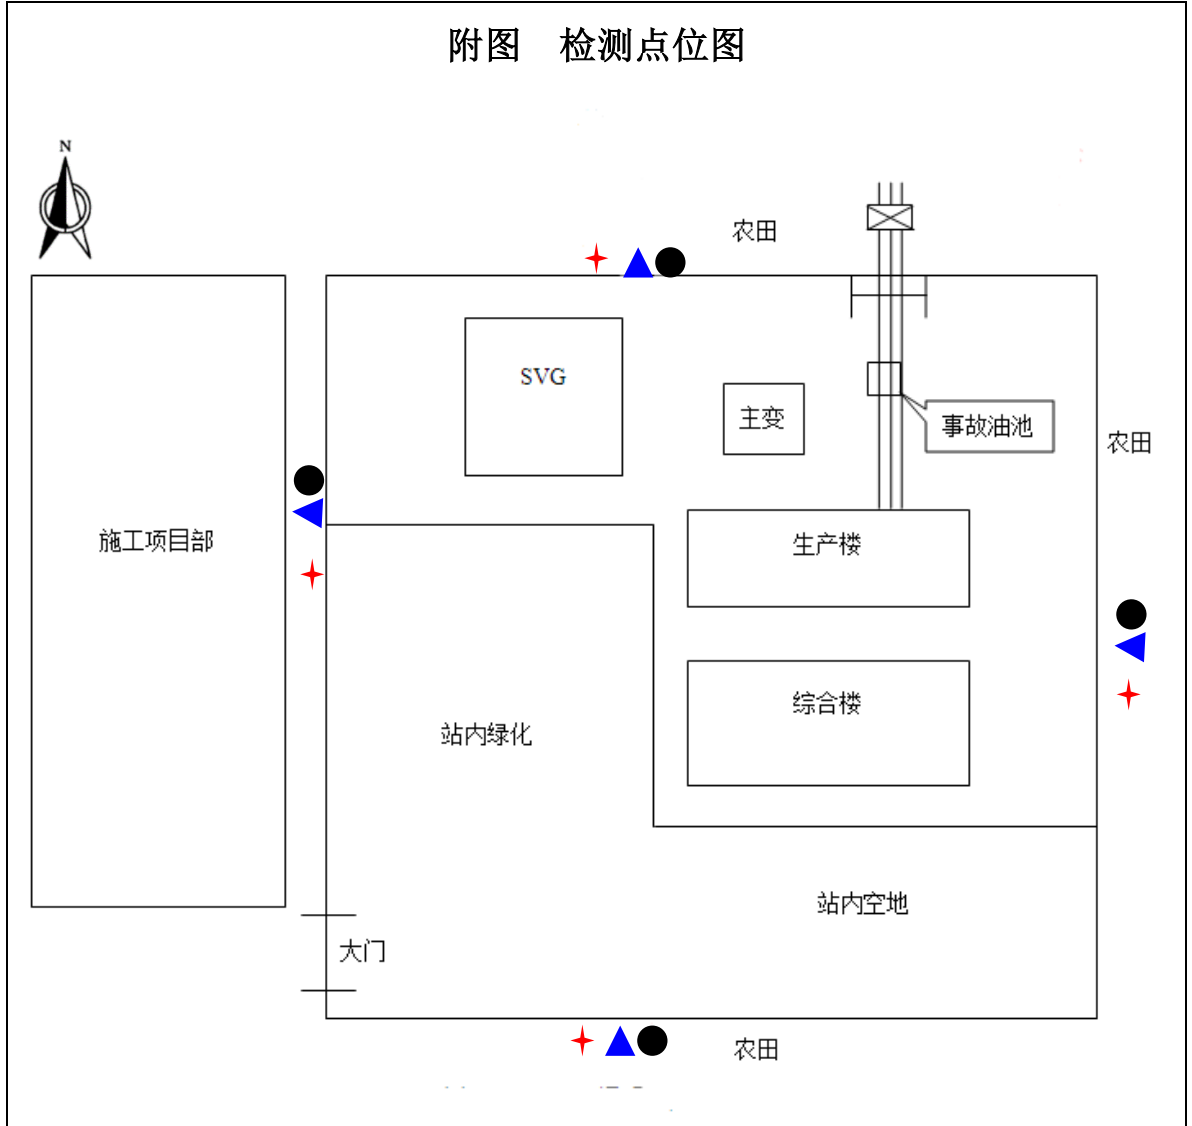 附图 检测点位图
N
农田
SVG
主变
事故油池
农田
施工项目部
生产楼
综合楼
站内绿化
站内空地
大门
农田